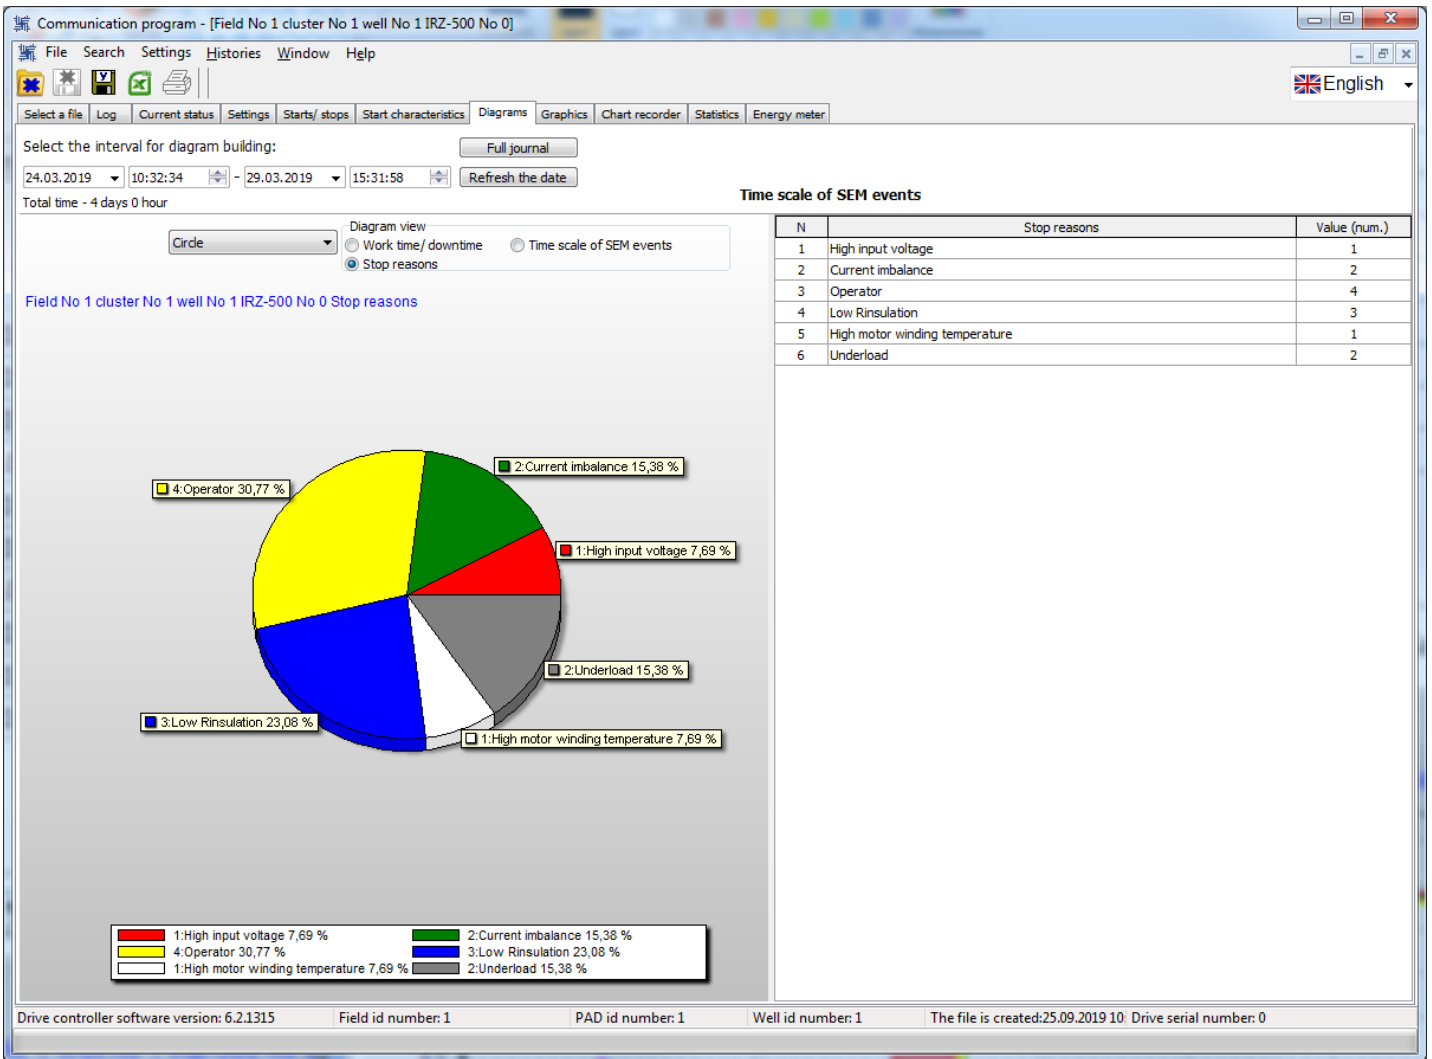 Communication program - [Field No 1 cluster No 1 well No 1 IRZ-500 No 0]
File Search Settings Histories Window Help
English
Select a file Log Current status Settings Starts/ stops Start characteristics Diagrams Graphics Chart recorder Statistics Energy meter
Select the interval for diagram building:
Full journal
24.03.2019 10:32:34 - 29.03.2019 15:31:58 Refresh the date
Total time - 4 days 0 hour
Time scale of SEM events
Circle
Diagram view
Work time/ downtime Time scale of SEM events
Stop reasons
Field No 1 cluster No 1 well No 1 IRZ-500 No 0 Stop reasons
2:Current imbalance 15,38 %
4:Operator 30,77 %
1:High input voltage 7,69 %
2:Underload 15,38 %
3:Low Rinsulation 23,08 %
1:High motor winding temperature 7,69 %
1:High input voltage 7,69 % 2:Current imbalance 15,38 %
4:Operator 30,77 % 3:Low Rinsulation 23,08 %
1:High motor winding temperature 7,69 % 2:Underload 15,38 %
N Stop reasons Value (num.)
1 High input voltage 1
2 Current imbalance 2
3 Operator 4
4 Low Rinsulation 3
5 High motor winding temperature 1
6 Underload 2
Drive controller software version: 6.2.1315 Field id number: 1 PAD id number: 1 Well id number: 1 The file is created:25.09.2019 10: Drive serial number: 0